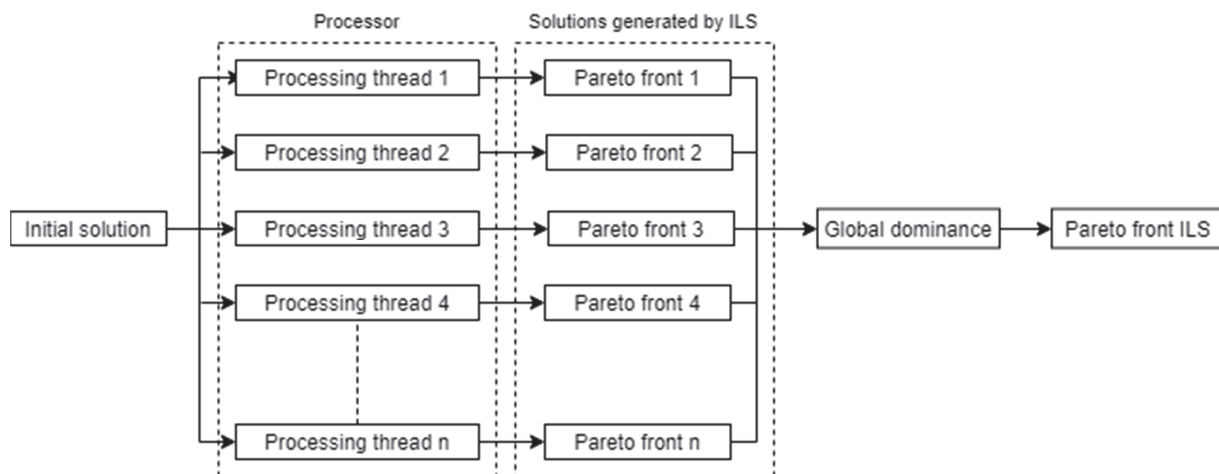 Processor
Solutions generated by ILS
Processing thread 1
Pareto front 1
Processing thread 2
Pareto front 2
Initial solution
Processing thread 3
Pareto front 3
Global dominance
Pareto front ILS
Processing thread 4
Pareto front 4
Processing thread n
Pareto front n